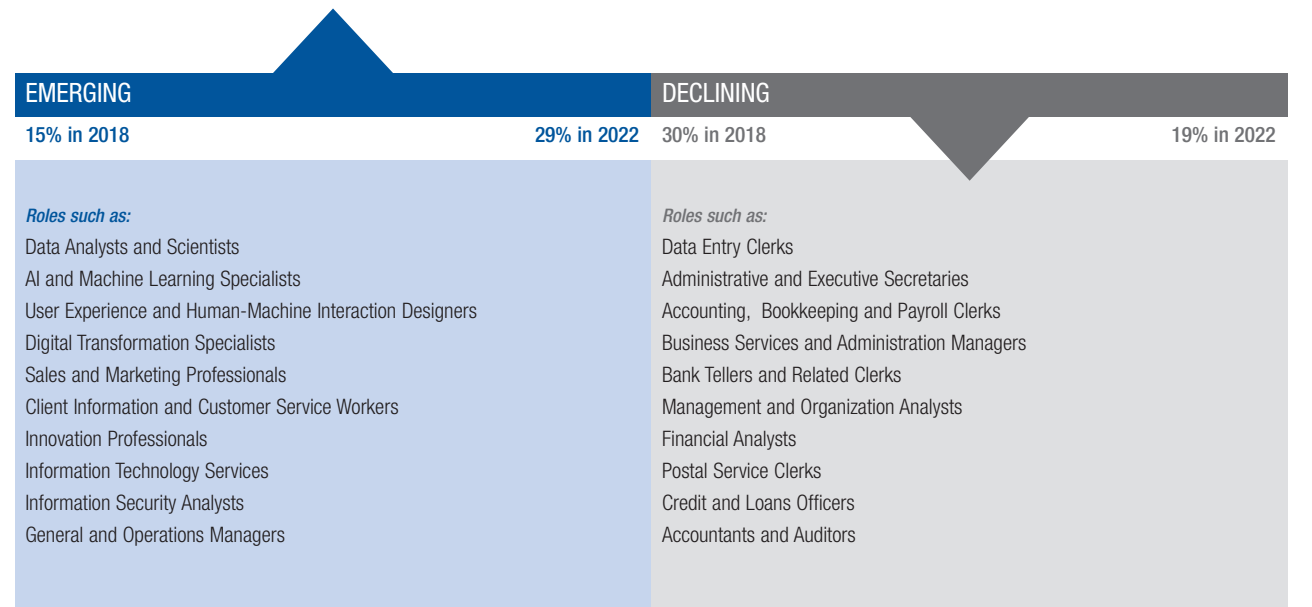 EMERGING
15% in 2018 29% in 2022
Roles such as:
Data Analysts and Scientists
AI and Machine Learning Specialists
User Experience and Human-Machine Interaction Designers
Digital Transformation Specialists
Sales and Marketing Professionals
Client Information and Customer Service Workers
Innovation Professionals
Information Technology Services
Information Security Analysts
General and Operations Managers
DECLINING
30% in 2018 19% in 2022
Roles such as:
Data Entry Clerks
Administrative and Executive Secretaries
Accounting,  Bookkeeping and Payroll Clerks
Business Services and Administration Managers
Bank Tellers and Related Clerks
Management and Organization Analysts
Financial Analysts
Postal Service Clerks
Credit and Loans Officers
Accountants and Auditors